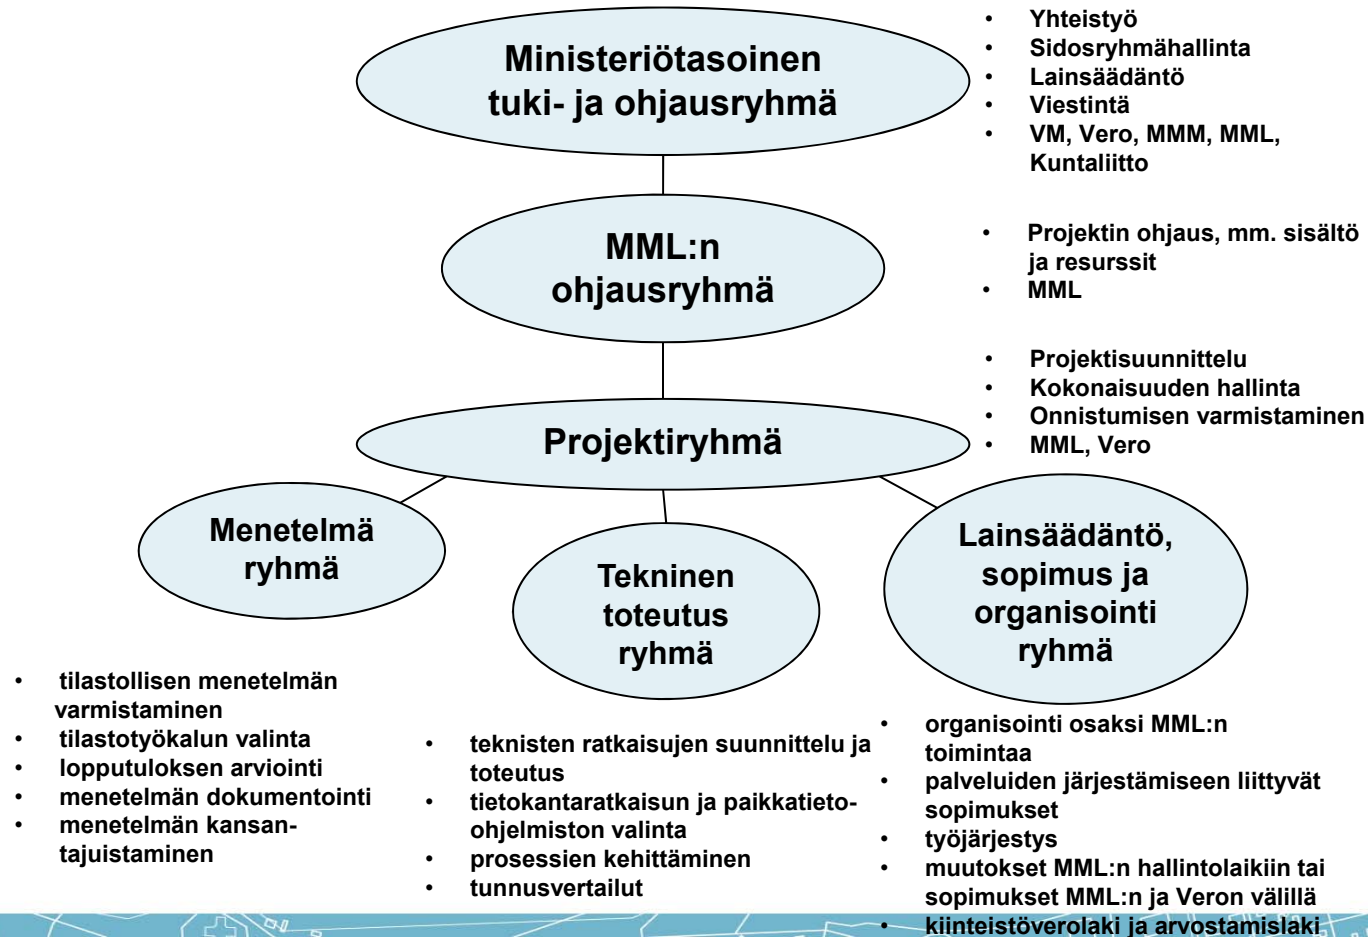 Ministeriötasoinen
tuki- ja ohjausryhmä
• Yhteistyö
• Sidosryhmähallinta
• Lainsäädäntö
• Viestintä
• VM, Vero, MMM, MML,
Kuntaliitto
MML:n
ohjausryhmä
• Projektin ohjaus, mm. sisältö
ja resurssit
• MML
Projektiryhmä
• Projektisuunnittelu
• Kokonaisuuden hallinta
• Onnistumisen varmistaminen
• MML, Vero
Menetelmä
ryhmä
• tilastollisen menetelmän
varmistaminen
• tilastotyökalun valinta
• lopputuloksen arviointi
• menetelmän dokumentointi
• menetelmän kansan-
tajuistaminen
Tekninen
toteutus
ryhmä
• teknisten ratkaisujen suunnittelu ja
toteutus
• tietokantaratkaisun ja paikkatieto-
ohjelmiston valinta
• prosessien kehittäminen
• tunnusvertailut
Lainsäädäntö,
sopimus ja
organisointi
ryhmä
• organisointi osaksi MML:n
toimintaa
• palveluiden järjestämiseen liittyvät
sopimukset
• työjärjestys
• muutokset MML:n hallintolakiin tai
sopimukset MML:n ja Veron välillä
• kiinteistöverolaki ja arvostamislaki